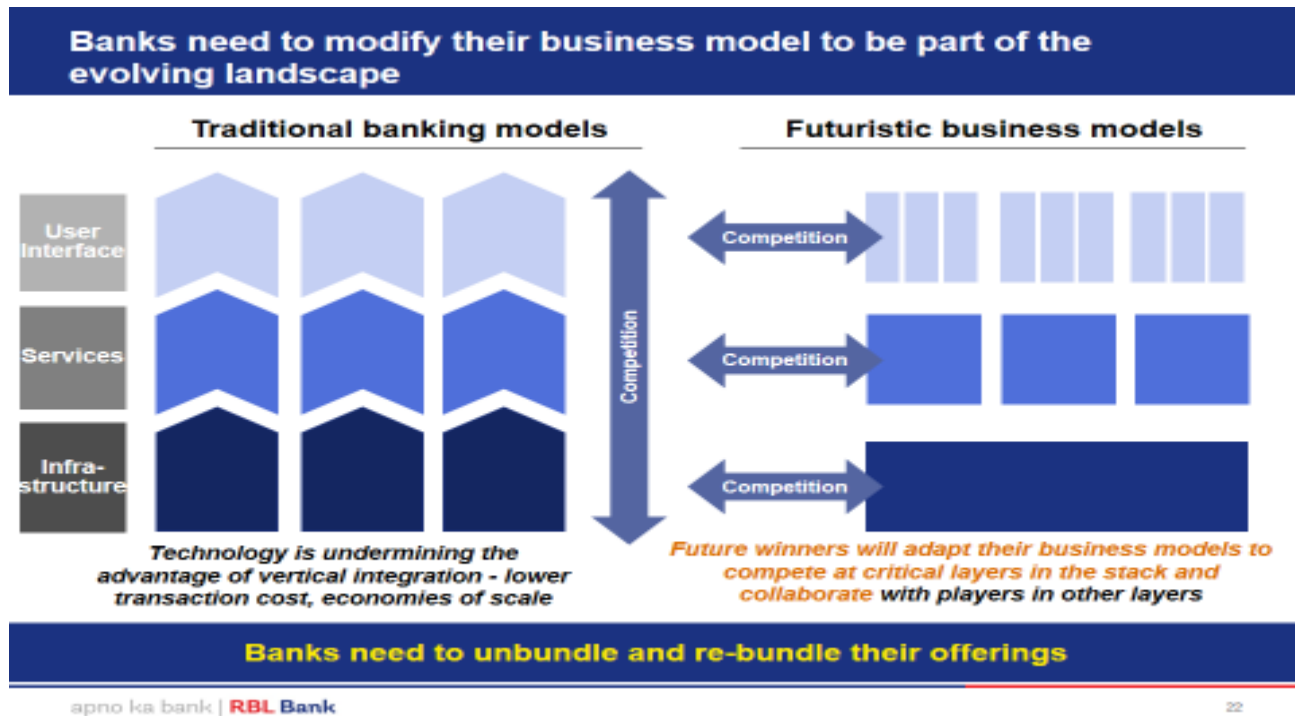 Banks need to modify their business model to be part of the
evolving landscape
Traditional banking models
Futuristic business models
User
Interface
Services
Infra-
structure
Competition
Competition
Competition
Competition
Technology is undermining the
advantage of vertical integration - lower
transaction cost, economies of scale
Future winners will adapt their business models to
compete at critical layers in the stack and
collaborate with players in other layers
Banks need to unbundle and re-bundle their offerings
apno ka bank | RBL Bank
22